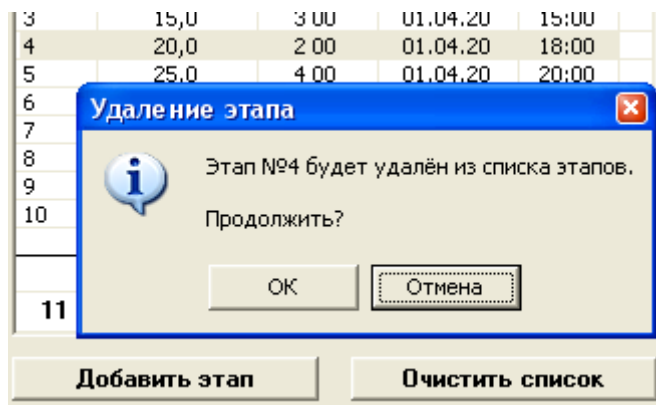 3 15,0 3 00 01.04.20 15:00
4 20,0 2 00 01.04.20 18:00
5 25,0 4 00 01.04.20 20:00
6
7
8
9
10
11
Удаление этапа
Этап №4 будет удалён из списка этапов.
Продолжить?
ОК Отмена
Добавить этап Очистить список